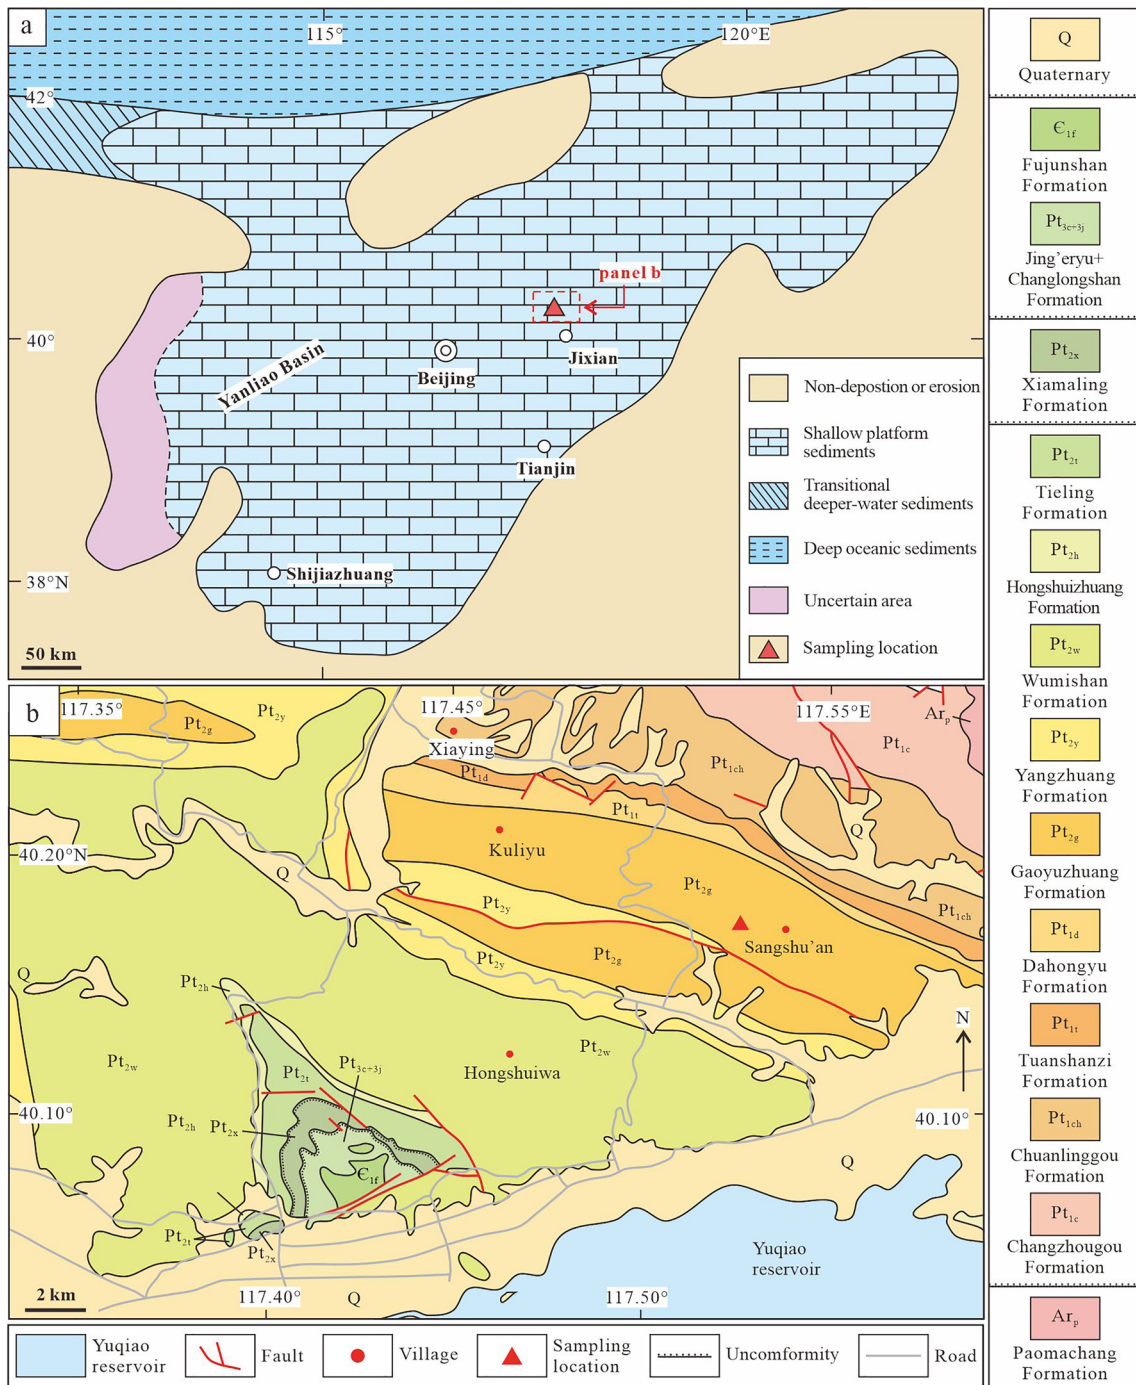 a
115°
120°E
42°
panel b
40°
Jixian
Beijing
Yanliao Basin
Tianjin
38°N
Shijiazhuang
50 km
Non-depostion or erosion
Shallow platform
sediments
Transitional
deeper-water sediments
Deep oceanic sediments
Uncertain area
Sampling location
b
117.35°
117.45°
117.55°E
Pt2g
Pt2y
Xiaying
Arp
Pt1c
Pt1ch
Pt1d
Pt1t
Q
Kuliyu
40.20°N
Q
Pt2g
Pt2y
Pt1ch
Sangshu'an
Pt2g
Pt2y
Q
Pt2h
N
Pt2w
Pt2w
Pt3c+3j
Pt2t
Hongshuiwa
40.10°
40.10°
Pt2h
Pt2x
Q
Є1f
Pt2t
Pt2x
Yuqiao
reservoir
2 km
117.40°
Q
117.50°
Yuqiao
reservoir
Fault
Village
Sampling
location
Uncomformity
Road
Q
Quaternary
Є1f
Fujunshan
Formation
Pt3c+3j
Jing'eryu+
Changlongshan
Formation
Pt2x
Xiamaling
Formation
Pt2t
Tieling
Formation
Pt2h
Hongshuizhuang
Formation
Pt2w
Wumishan
Formation
Pt2y
Yangzhuang
Formation
Pt2g
Gaoyuzhuang
Formation
Pt1d
Dahongyu
Formation
Pt1t
Tuanshanzi
Formation
Pt1ch
Chuanlinggou
Formation
Pt1c
Changzhougou
Formation
Arp
Paomachang
Formation